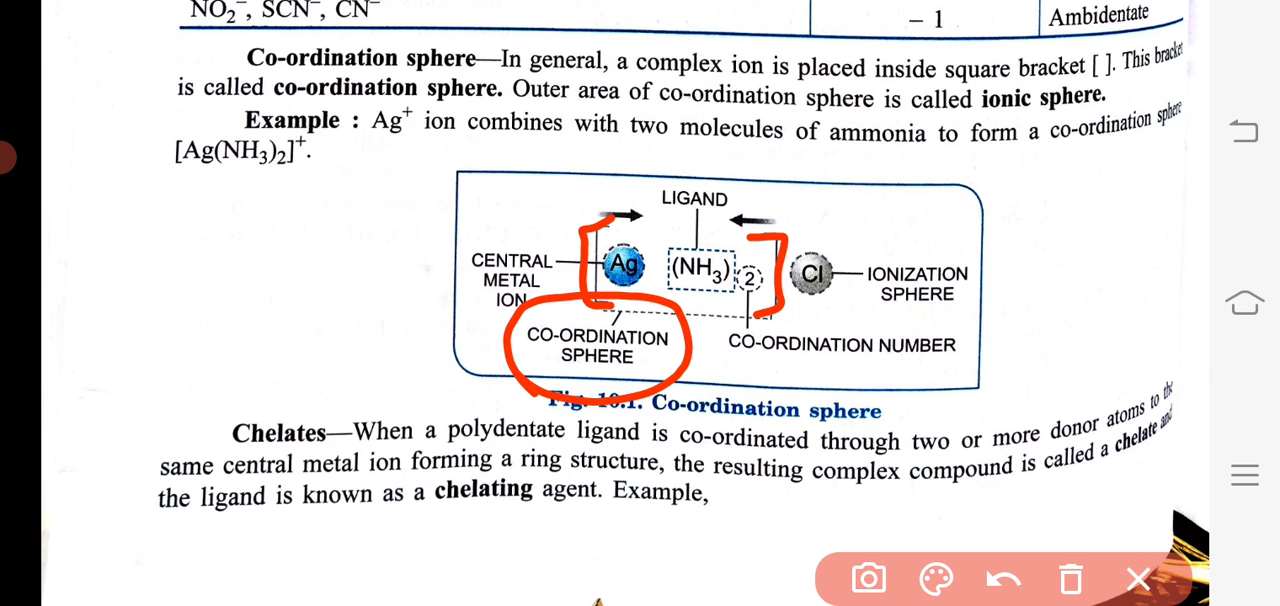 NO₂⁻, SCN⁻, CN⁻ – 1 Ambidentate
Co-ordination sphere—In general, a complex ion is placed inside square bracket [ ]. This bracket
is called co-ordination sphere. Outer area of co-ordination sphere is called ionic sphere.
Example : Ag⁺ ion combines with two molecules of ammonia to form a co-ordination sphere
[Ag(NH₃)₂]⁺.
LIGAND
CENTRAL
METAL
ION
Ag (NH₃) 2 Cl
IONIZATION
SPHERE
CO-ORDINATION
SPHERE
CO-ORDINATION NUMBER
Fig. 10.1. Co-ordination sphere
Chelates—When a polydentate ligand is co-ordinated through two or more donor atoms to the
same central metal ion forming a ring structure, the resulting complex compound is called a chelate and
the ligand is known as a chelating agent. Example,